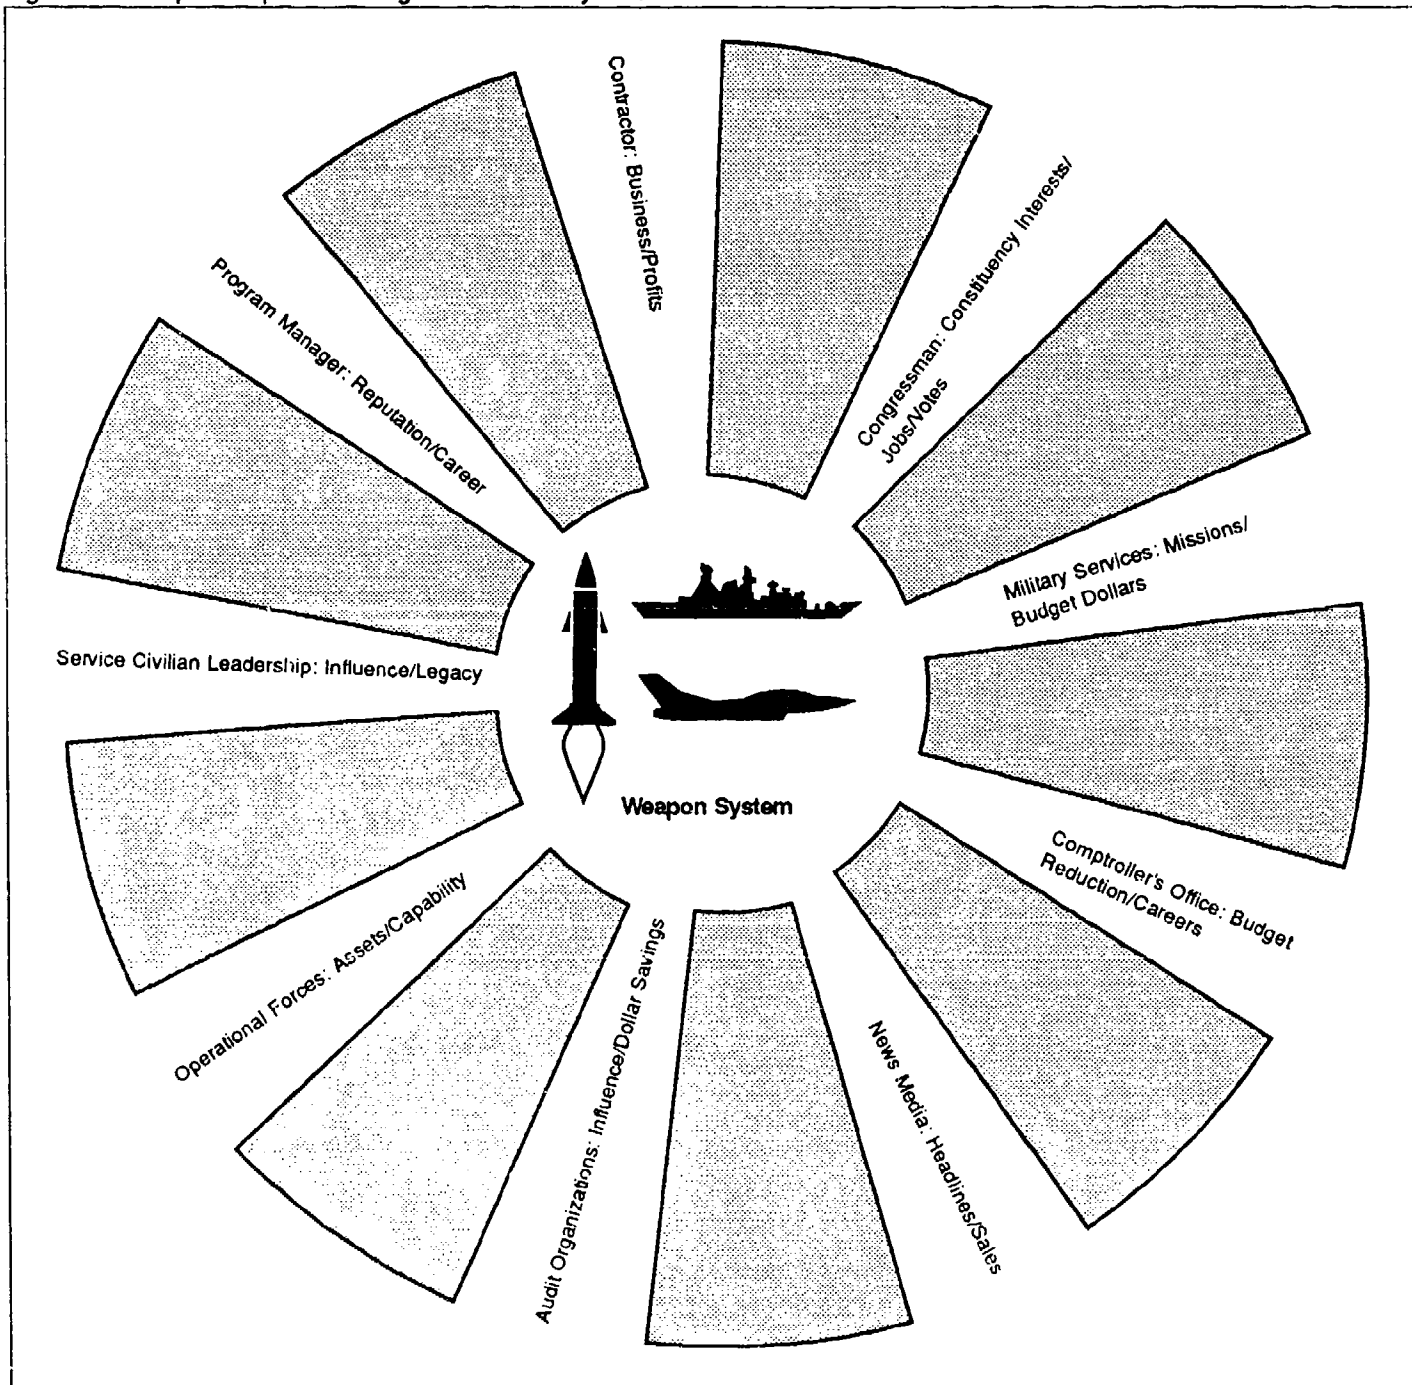 Contractor: Business/Profits
Congressman: Constituency Interests/
Jobs/Votes
Military Services: Missions/
Budget Dollars
Comptroller's Office: Budget
Reduction/Careers
News Media: Headlines/Sales
Audit Organizations: Influence/Dollar Savings
Operational Forces: Assets/Capability
Service Civilian Leadership: Influence/Legacy
Program Manager: Reputation/Career
Weapon System